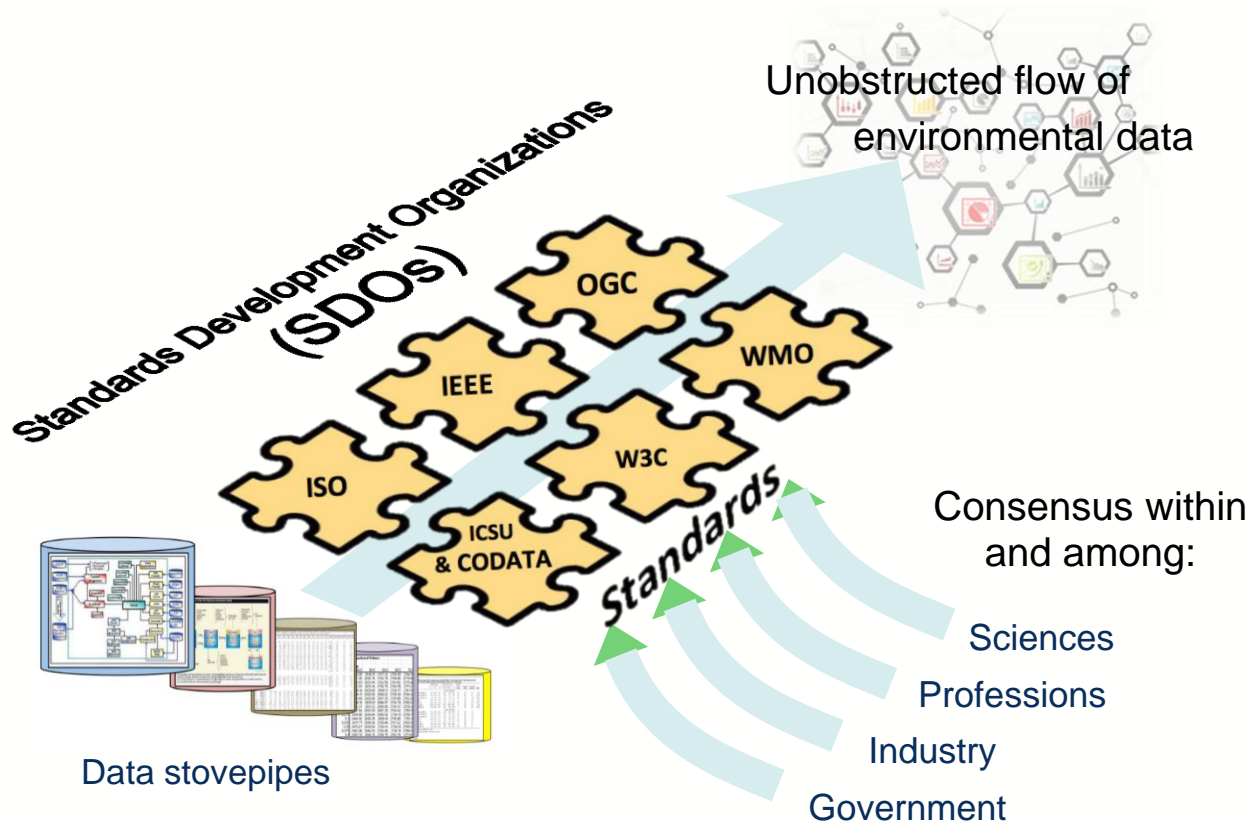 Unobstructed flow of
environmental data
Standards Development Organizations
(SDOs)
OGC
WMO
IEEE
W3C
ISO
ICSU
& CODATA
Standards
Consensus within
and among:
Sciences
Professions
Industry
Government
Data stovepipes